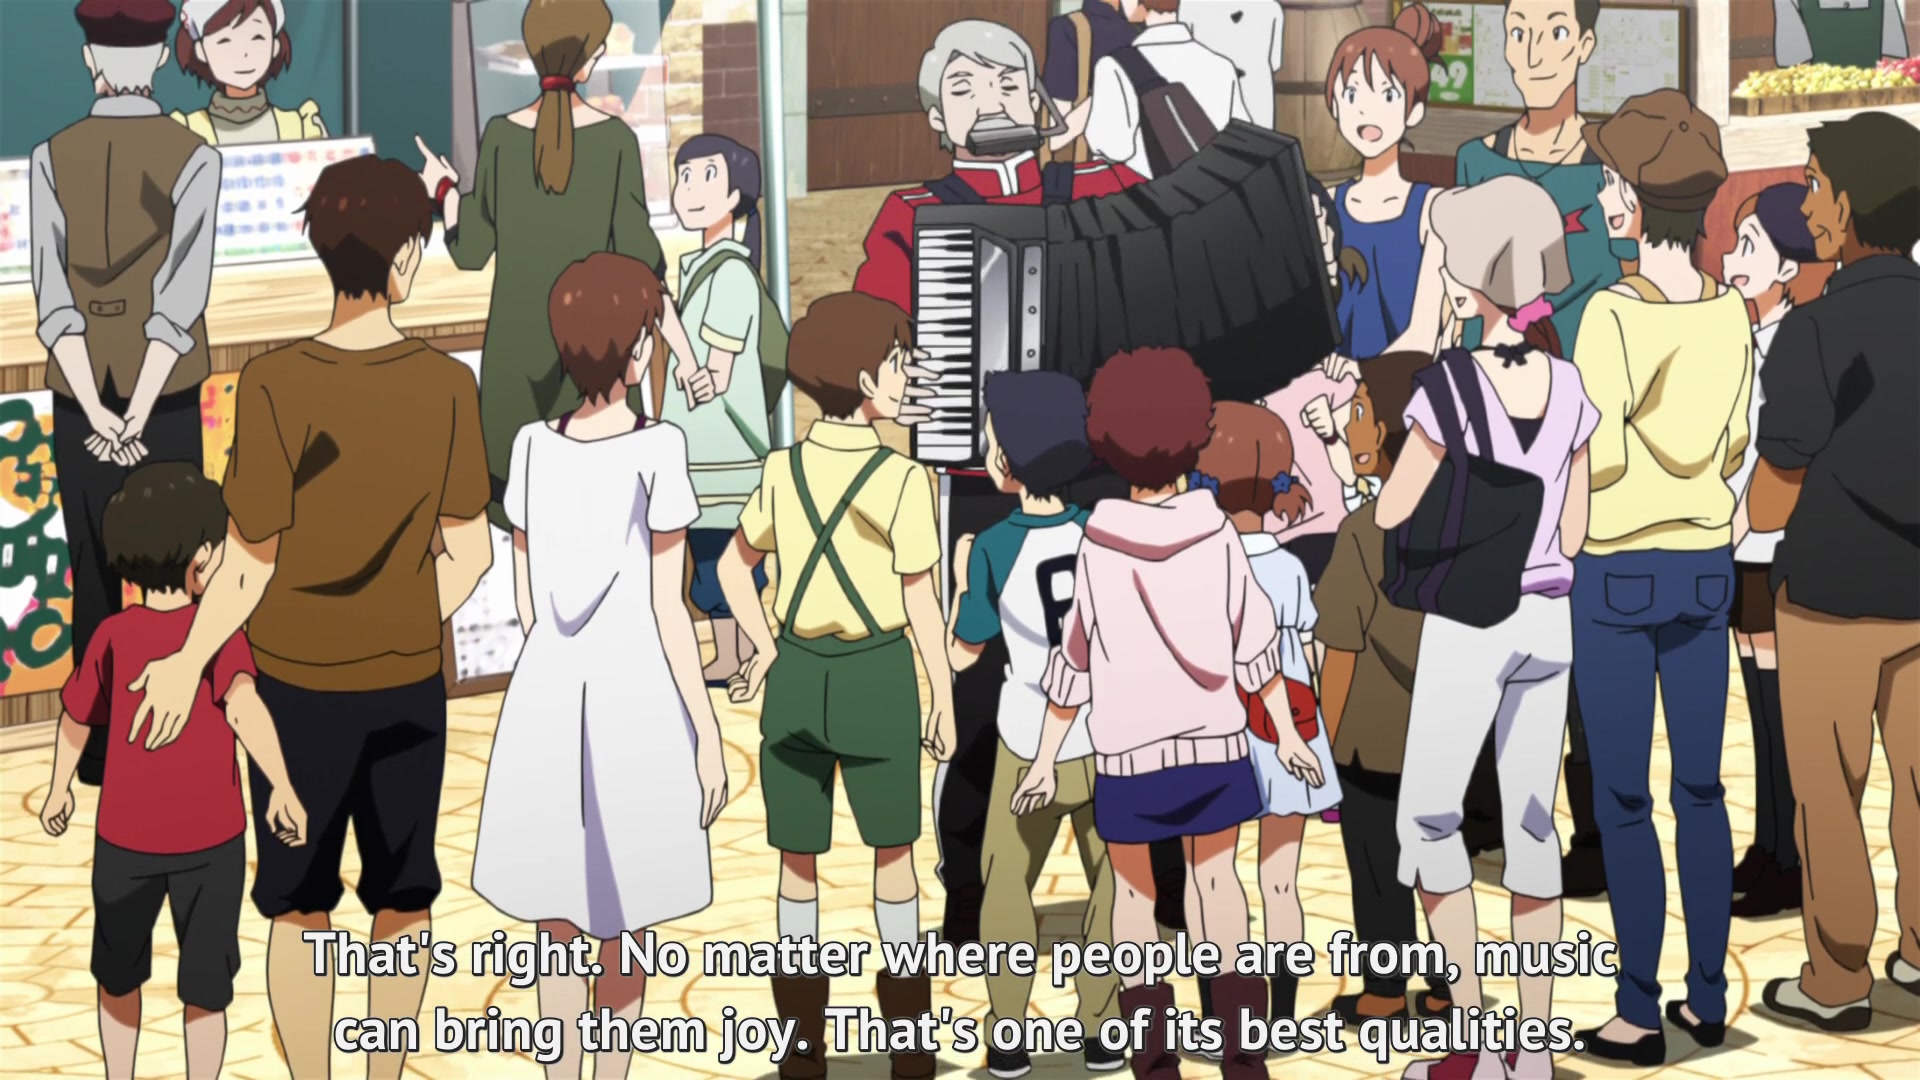 49
B
That's right. No matter where people are from, music
can bring them joy. That's one of its best qualities.